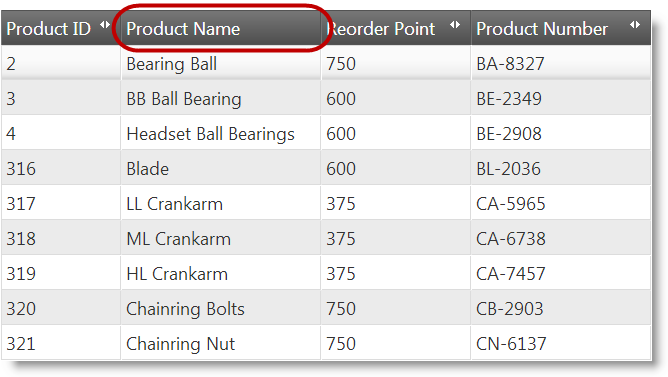 Product ID Product Name Reorder Point Product Number
2 Bearing Ball 750 BA-8327
3 BB Ball Bearing 600 BE-2349
4 Headset Ball Bearings 600 BE-2908
316 Blade 600 BL-2036
317 LL Crankarm 375 CA-5965
318 ML Crankarm 375 CA-6738
319 HL Crankarm 375 CA-7457
320 Chainring Bolts 750 CB-2903
321 Chainring Nut 750 CN-6137